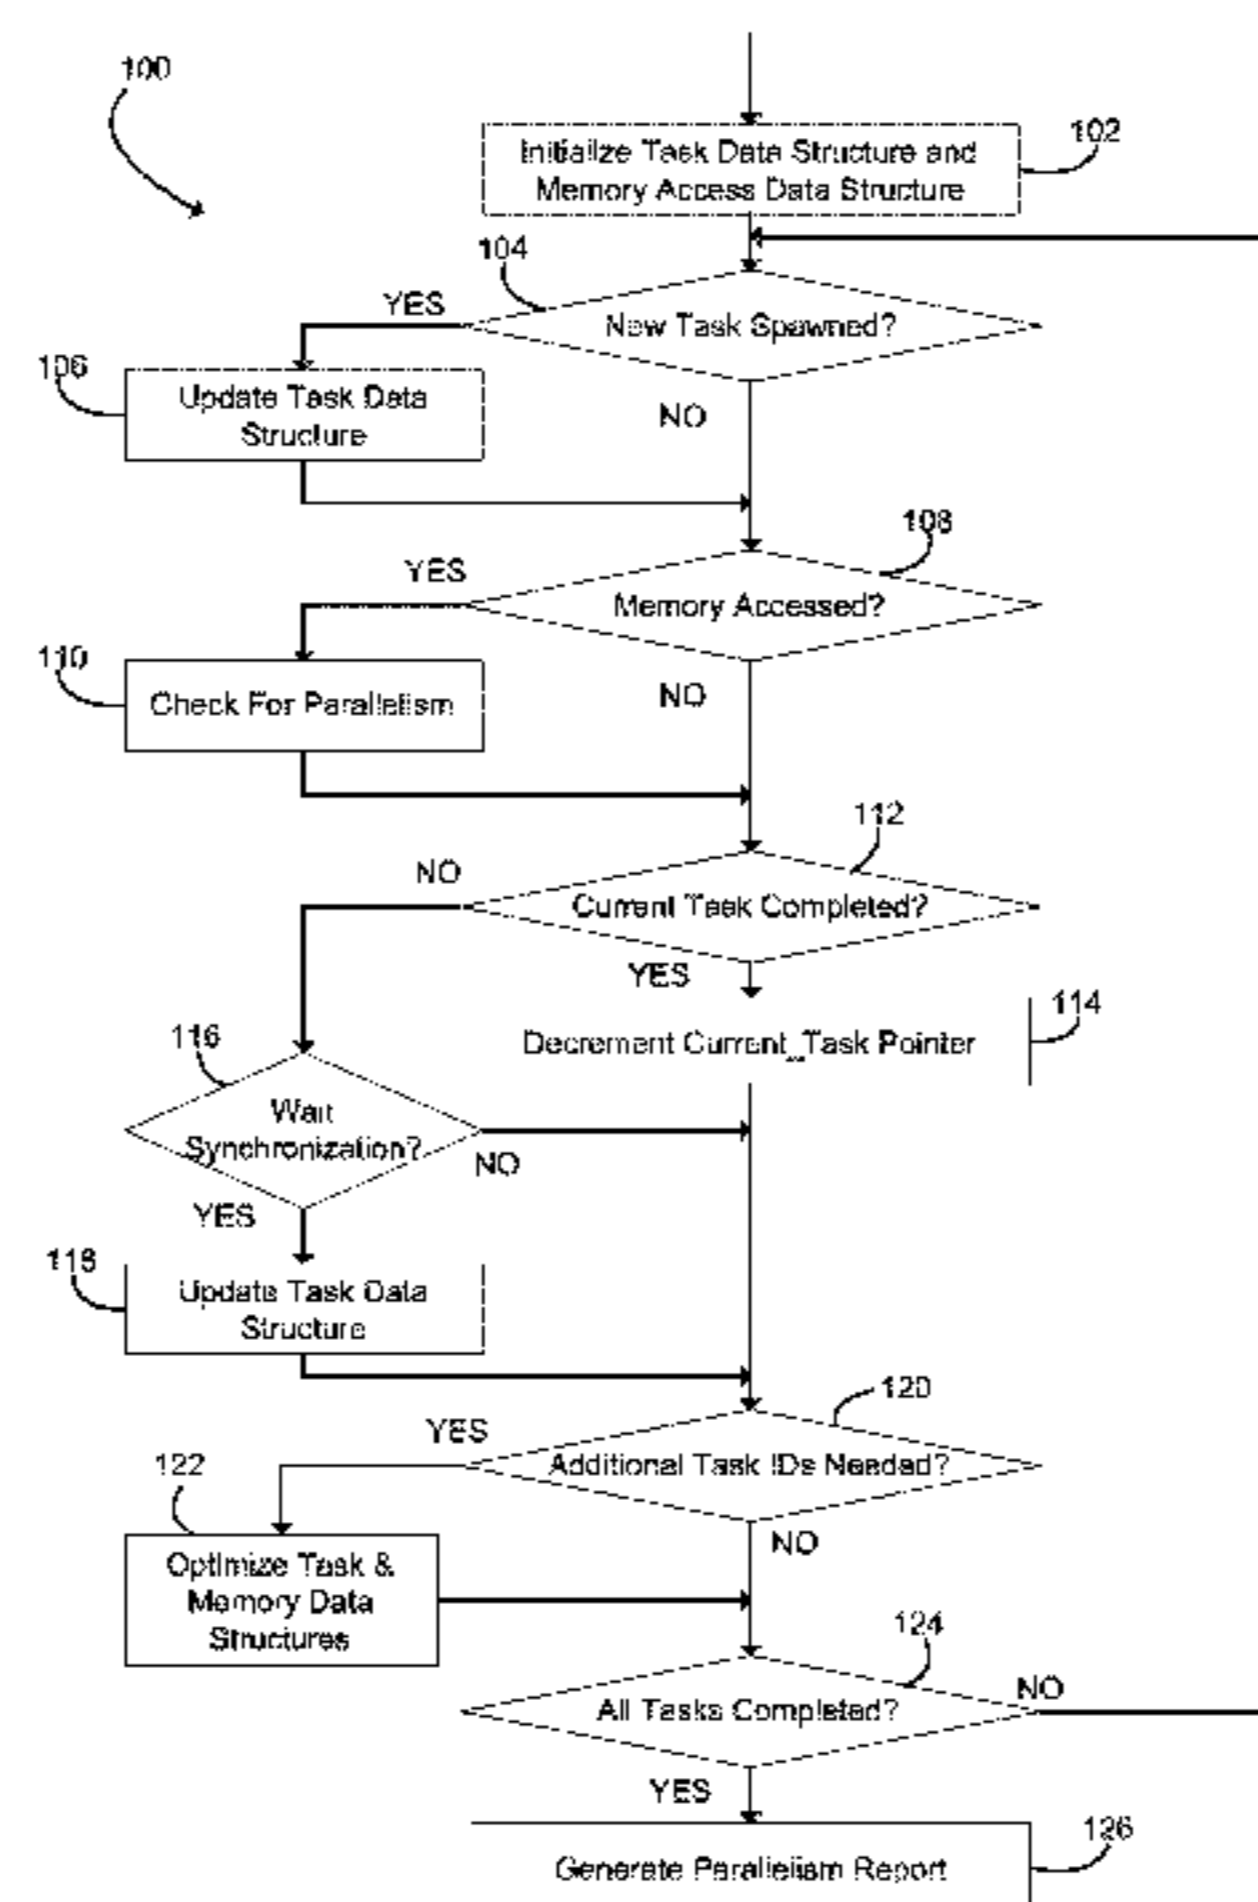 100
Initialize Task Data Structure and
Memory Access Data Structure
102
104
YES
New Task Spawned?
106
Update Task Data
Structure
NO
108
YES
Memory Accessed?
110
Check For Parallelism
NO
112
NO
Current Task Completed?
YES
114
Decrement Current_Task Pointer
116
Wait
Synchronization?
NO
YES
118
Update Task Data
Structure
120
YES
Additional Task IDs Needed?
122
NO
Optimize Task &
Memory Data
Structures
124
NO
All Tasks Completed?
YES
126
Generate Parallelism Report